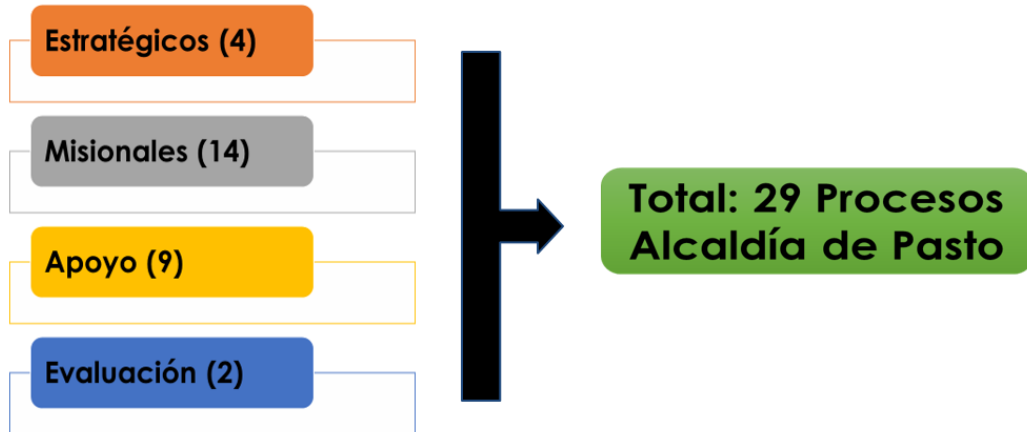 Estratégicos (4)
Misionales (14)
Apoyo (9)
Evaluación (2)
Total: 29 Procesos
Alcaldía de Pasto